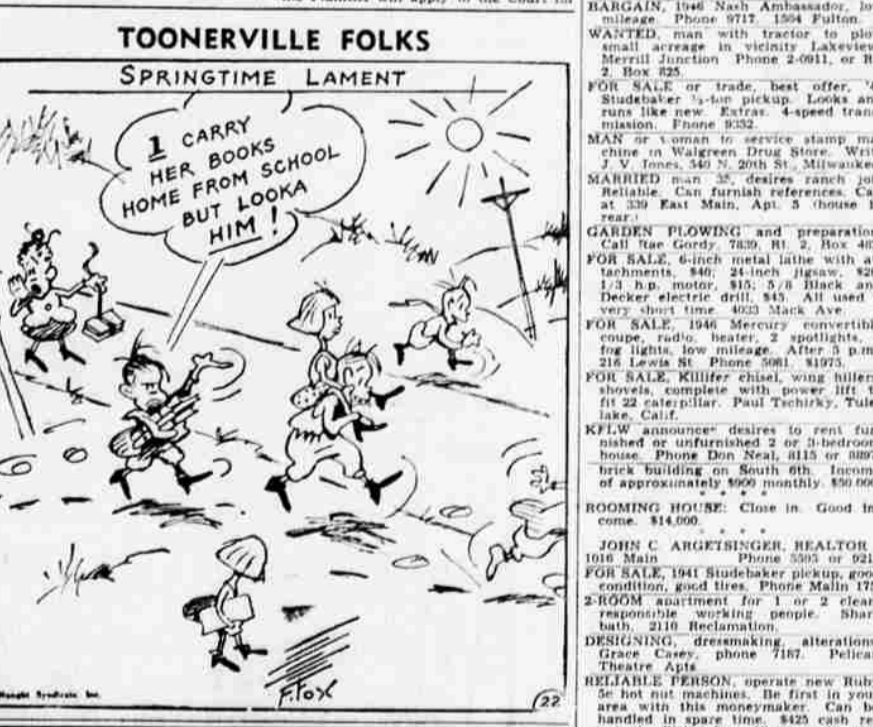 TOONERVILLE FOLKS
SPRINGTIME LAMENT
I CARRY
HER BOOKS
HOME FROM SCHOOL
BUT LOOKA
HIM!
F. Fox
22
BARGAIN, 1946 Nash Ambassador, lo
mileage. Phone 9717. 1504 Fulton.
WANTED, man with tractor to plo
small acreage in vicinity Lakeview
Merrill Junction Phone 2-0911, or R
2, Box 825.
FOR SALE or trade, best offer, '4
Studebaker ½-ton pickup. Looks an
runs like new. Extras. 4-speed tran
mission. Phone 9332.
MAN or woman to service stamp ma
chine in Walgreen Drug Store. Writ
J. V. Jones, 540 N. 20th St., Milwaukee
MARRIED man 35, desires ranch jo
Reliable. Can furnish references. Ca
at 339 East Main, Apt. 5 (house i
rear.)
GARDEN PLOWING and preparation
Call Rae Gordy, 7839, Rt. 2, Box 48
FOR SALE, 6-inch metal lathe with a
tachments, $40; 24-inch jigsaw, $2
1/3 h.p. motor, $15; 5/8 Black an
Decker electric drill, $45. All used
very short time. 4033 Mack Ave.
FOR SALE, 1946 Mercury convertibl
coupe, radio, heater, 2 spotlights,
fog lights, low mileage. After 5 p.m
216 Lewis St. Phone 5081. $1975.
FOR SALE, Killifer chisel, wing hillers
shovels, complete with power lift t
fit 22 caterpillar. Paul Tschirky, Tule
lake, Calif.
KFLW announcer desires to rent fur
nished or unfurnished 2 or 3-bedroom
house. Phone Don Neal, 8115 or 889
brick building on South 6th. Incom
of approximately $900 monthly. $50,000
* * * *
ROOMING HOUSE: Close in. Good in
come. $14,000.
* * * *
JOHN C. ARGETSINGER, REALTOR
1016 Main Phone 5595 or 921
FOR SALE, 1941 Studebaker pickup, goo
condition, good tires. Phone Malin 175
2-ROOM apartment for 1 or 2 clean
responsible working people. Shar
bath. 2110 Reclamation.
DESIGNING, dressmaking, alterations
Grace Casey, phone 7187. Pelica
Theatre Apts
RELIABLE PERSON, operate new Ruby
5c hot nut machines. Be first in you
area with this moneymaker. Can b
handled in spare time. $425 cash re